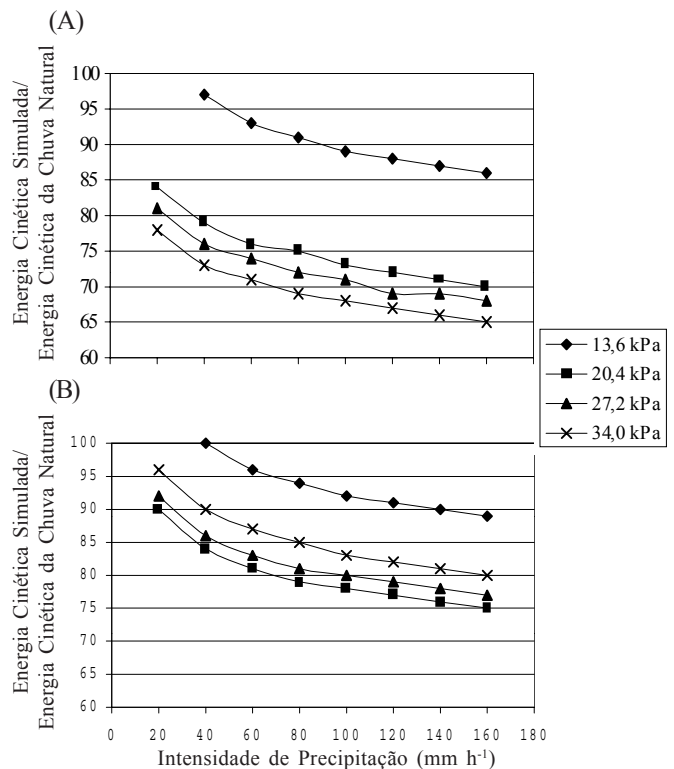 (A)
Energia Cinética Simulada/
Energia Cinética da Chuva Natural
100
95
90
85
80
75
70
65
60
13,6 kPa
20,4 kPa
27,2 kPa
34,0 kPa
(B)
Energia Cinética Simulada/
Energia Cinética da Chuva Natural
100
95
90
85
80
75
70
65
60
0 20 40 60 80 100 120 140 160 180
Intensidade de Precipitação (mm h⁻¹)